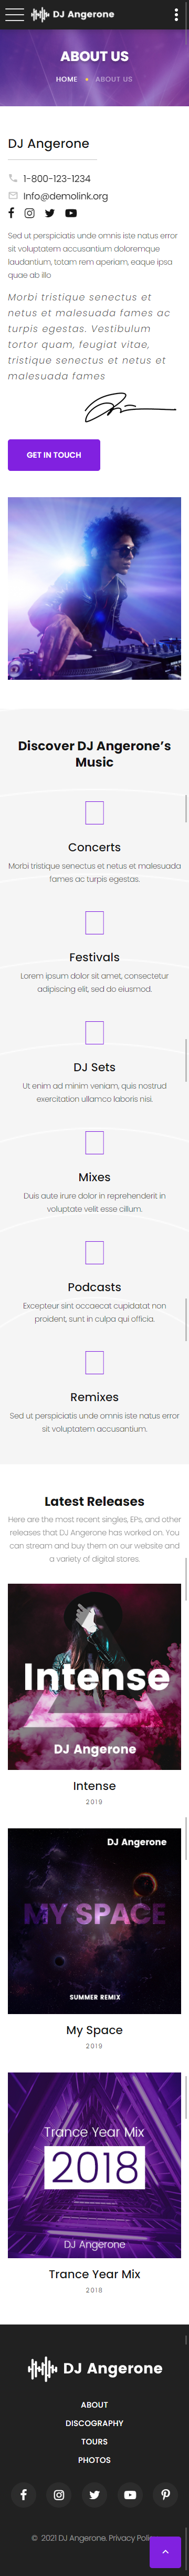 DJ Angerone
ABOUT US
HOME ABOUT US
DJ Angerone
1-800-123-1234
Info@demolink.org
Sed ut perspiciatis unde omnis iste natus error
sit voluptatem accusantium doloremque
laudantium, totam rem aperiam, eaque ipsa
quae ab illo
Morbi tristique senectus et
netus et malesuada fames ac
turpis egestas. Vestibulum
tortor quam, feugiat vitae,
tristique senectus et netus et
malesuada fames
GET IN TOUCH
Discover DJ Angerone’s
Music
Concerts
Morbi tristique senectus et netus et malesuada
fames ac turpis egestas.
Festivals
Lorem ipsum dolor sit amet, consectetur
adipiscing elit, sed do eiusmod.
DJ Sets
Ut enim ad minim veniam, quis nostrud
exercitation ullamco laboris nisi.
Mixes
Duis aute irure dolor in reprehenderit in
voluptate velit esse cillum.
Podcasts
Excepteur sint occaecat cupidatat non
proident, sunt in culpa qui officia.
Remixes
Sed ut perspiciatis unde omnis iste natus error
sit voluptatem accusantium.
Latest Releases
Here are the most recent singles, EPs, and other
releases that DJ Angerone has worked on. You
can stream and buy them on our website and
a variety of digital stores.
Intense
DJ Angerone
Intense
2019
DJ Angerone
MY SPACE
SUMMER REMIX
My Space
2019
Trance Year Mix
2018
DJ Angerone
Trance Year Mix
2018
DJ Angerone
ABOUT
DISCOGRAPHY
TOURS
PHOTOS
© 2021 DJ Angerone. Privacy